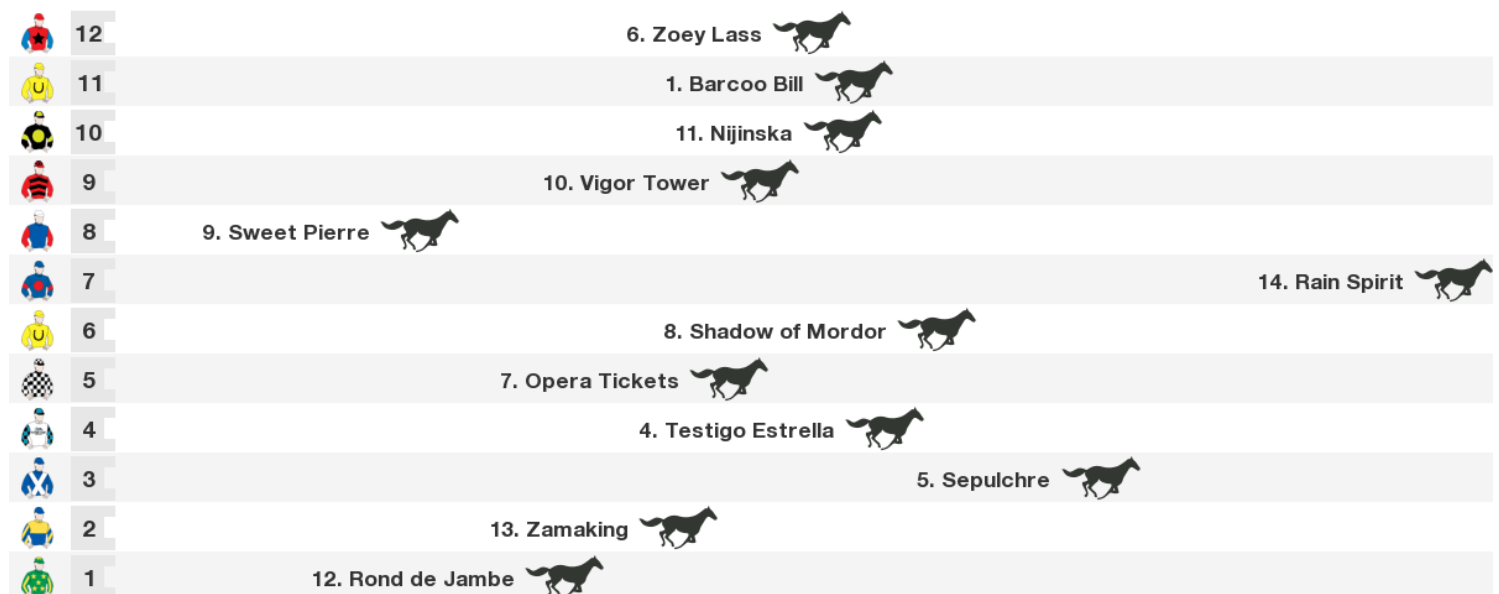 12 6. Zoey Lass
11 1. Barcoo Bill
10 11. Nijinska
9 10. Vigor Tower
8 9. Sweet Pierre
7 14. Rain Spirit
6 8. Shadow of Mordor
5 7. Opera Tickets
4 4. Testigo Estrella
3 5. Sepulchre
2 13. Zamaking
1 12. Rond de Jambe